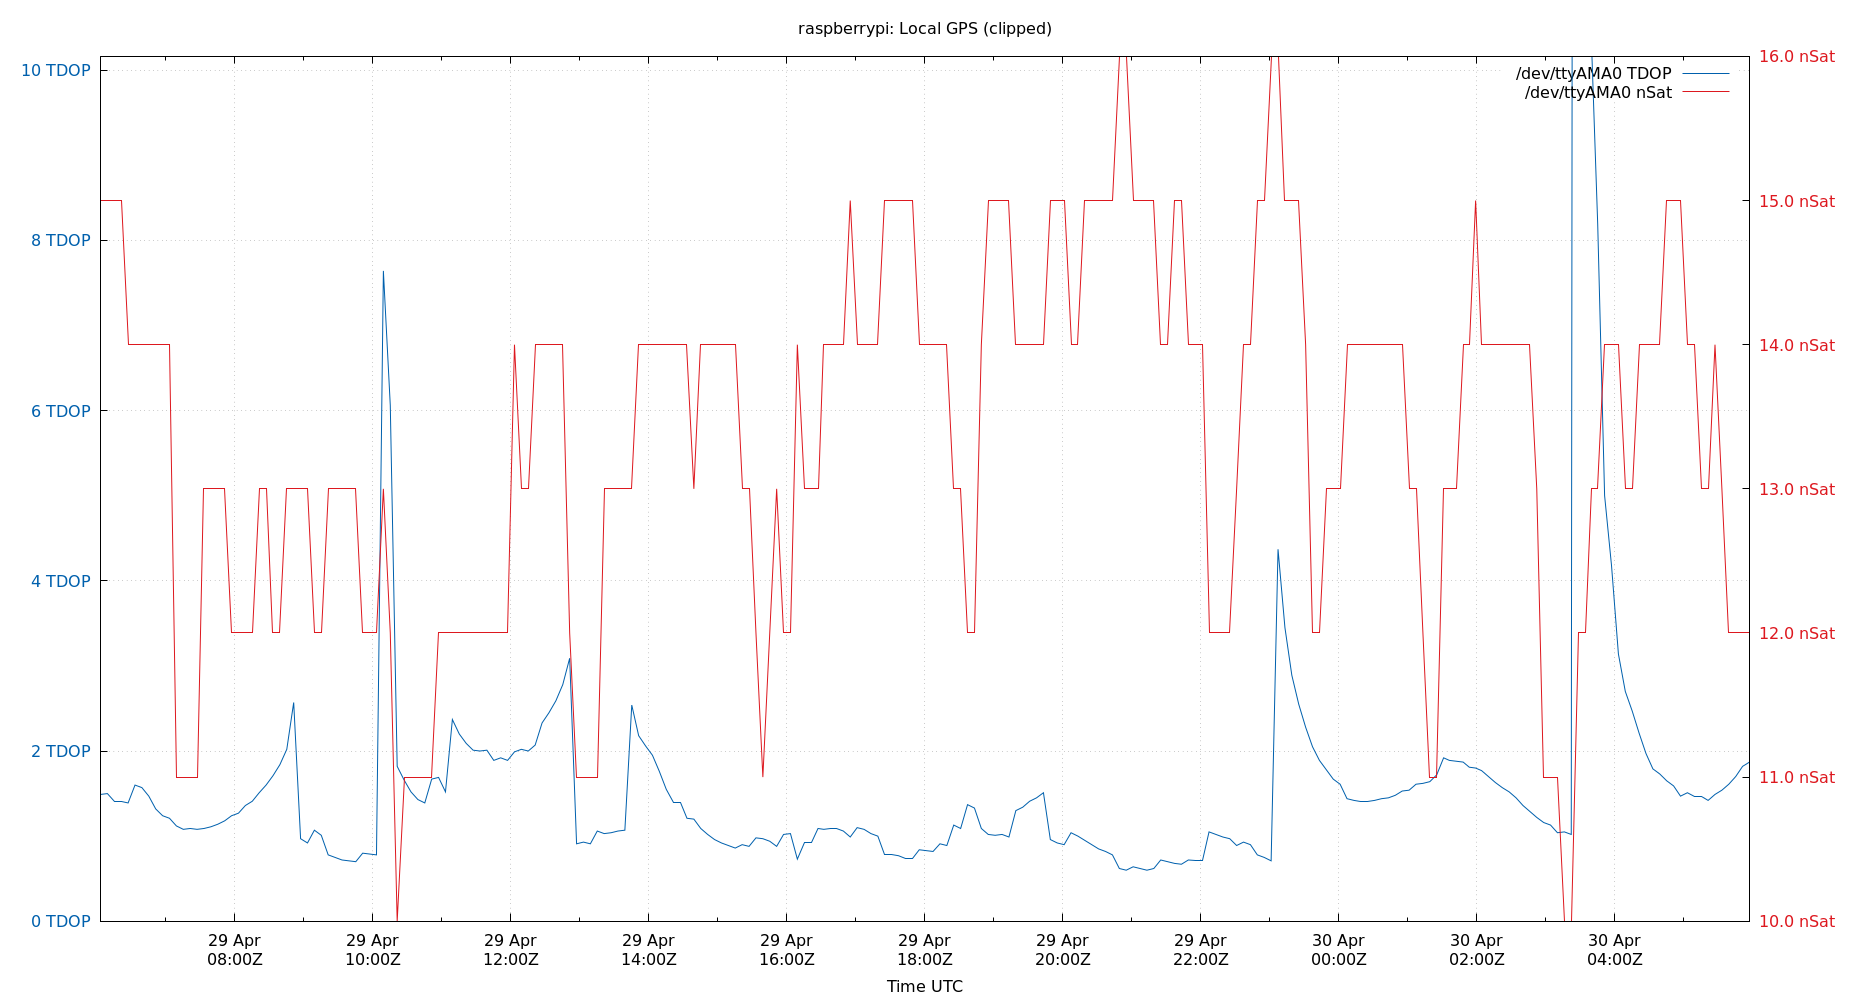 raspberrypi: Local GPS (clipped)
10 TDOP
8 TDOP
6 TDOP
4 TDOP
2 TDOP
0 TDOP
16.0 nSat
15.0 nSat
14.0 nSat
13.0 nSat
12.0 nSat
11.0 nSat
10.0 nSat
/dev/ttyAMA0 TDOP
/dev/ttyAMA0 nSat
29 Apr
08:00Z
29 Apr
10:00Z
29 Apr
12:00Z
29 Apr
14:00Z
29 Apr
16:00Z
29 Apr
18:00Z
29 Apr
20:00Z
29 Apr
22:00Z
30 Apr
00:00Z
30 Apr
02:00Z
30 Apr
04:00Z
Time UTC